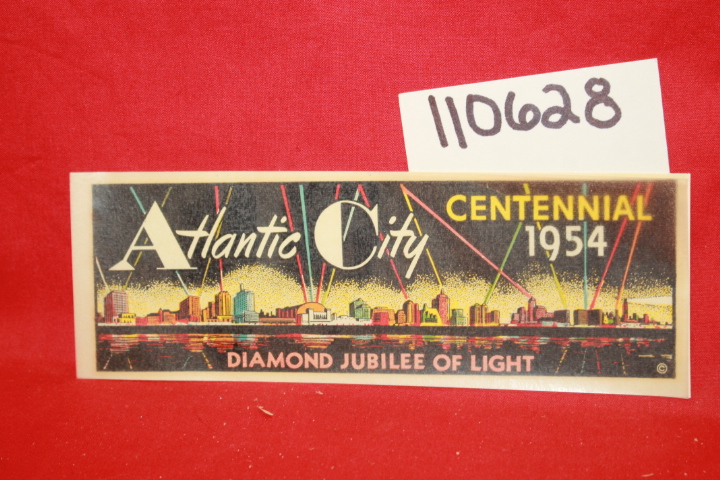 110628
Atlantic City
CENTENNIAL
1954
DIAMOND JUBILEE OF LIGHT
©